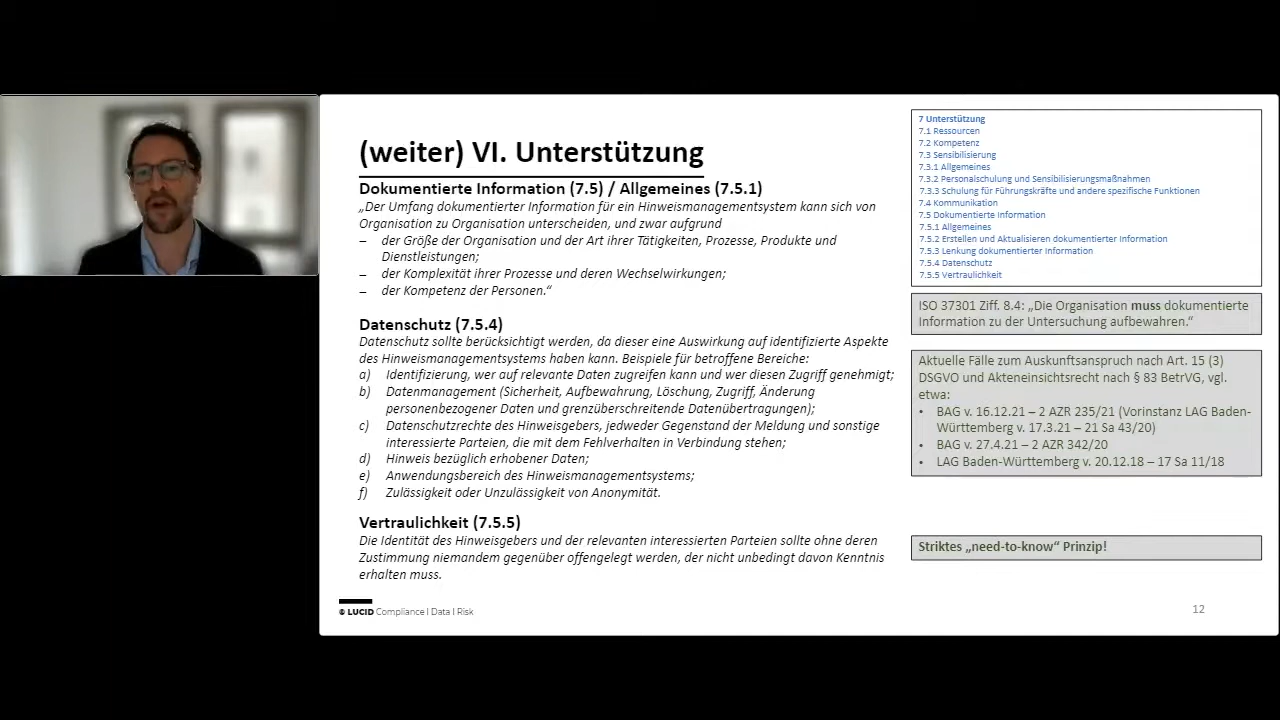 (weiter) VI. Unterstützung
Dokumentierte Information (7.5) / Allgemeines (7.5.1)
„Der Umfang dokumentierter Information für ein Hinweismanagementsystem kann sich von
Organisation zu Organisation unterscheiden, und zwar aufgrund
– der Größe der Organisation und der Art ihrer Tätigkeiten, Prozesse, Produkte und
Dienstleistungen;
– der Komplexität ihrer Prozesse und deren Wechselwirkungen;
– der Kompetenz der Personen.“
Datenschutz (7.5.4)
Datenschutz sollte berücksichtigt werden, da dieser eine Auswirkung auf identifizierte Aspekte
des Hinweismanagementsystems haben kann. Beispiele für betroffene Bereiche:
a) Identifizierung, wer auf relevante Daten zugreifen kann und wer diesen Zugriff genehmigt;
b) Datenmanagement (Sicherheit, Aufbewahrung, Löschung, Zugriff, Änderung
personenbezogener Daten und grenzüberschreitende Datenübertragungen);
c) Datenschutzrechte des Hinweisgebers, jedweder Gegenstand der Meldung und sonstige
interessierte Parteien, die mit dem Fehlverhalten in Verbindung stehen;
d) Hinweis bezüglich erhobener Daten;
e) Anwendungsbereich des Hinweismanagementsystems;
f) Zulässigkeit oder Unzulässigkeit von Anonymität.
Vertraulichkeit (7.5.5)
Die Identität des Hinweisgebers und der relevanten interessierten Parteien sollte ohne deren
Zustimmung niemandem gegenüber offengelegt werden, der nicht unbedingt davon Kenntnis
erhalten muss.
7 Unterstützung
7.1 Ressourcen
7.2 Kompetenz
7.3 Sensibilisierung
7.3.1 Allgemeines
7.3.2 Personalschulung und Sensibilisierungsmaßnahmen
7.3.3 Schulung für Führungskräfte und andere spezifische Funktionen
7.4 Kommunikation
7.5 Dokumentierte Information
7.5.1 Allgemeines
7.5.2 Erstellen und Aktualisieren dokumentierter Information
7.5.3 Lenkung dokumentierter Information
7.5.4 Datenschutz
7.5.5 Vertraulichkeit
ISO 37301 Ziff. 8.4: „Die Organisation muss dokumentierte
Information zu der Untersuchung aufbewahren.“
Aktuelle Fälle zum Auskunftsanspruch nach Art. 15 (3)
DSGVO und Akteneinsichtsrecht nach § 83 BetrVG, vgl.
etwa:
• BAG v. 16.12.21 – 2 AZR 235/21 (Vorinstanz LAG Baden-
Württemberg v. 17.3.21 – 21 Sa 43/20)
• BAG v. 27.4.21 – 2 AZR 342/20
• LAG Baden-Württemberg v. 20.12.18 – 17 Sa 11/18
Striktes „need-to-know“ Prinzip!
© LUCID Compliance I Data I Risk
12